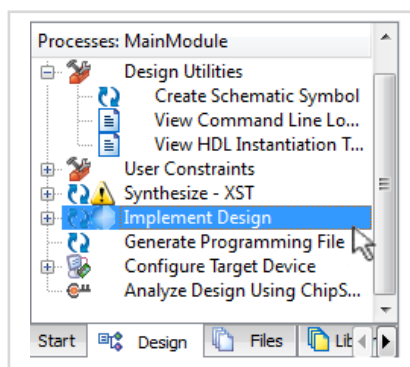 Processes: MainModule
Design Utilities
Create Schematic Symbol
View Command Line Lo...
View HDL Instantiation T...
User Constraints
Synthesize - XST
Implement Design
Generate Programming File
Configure Target Device
Analyze Design Using ChipS...
Start Design Files Lib